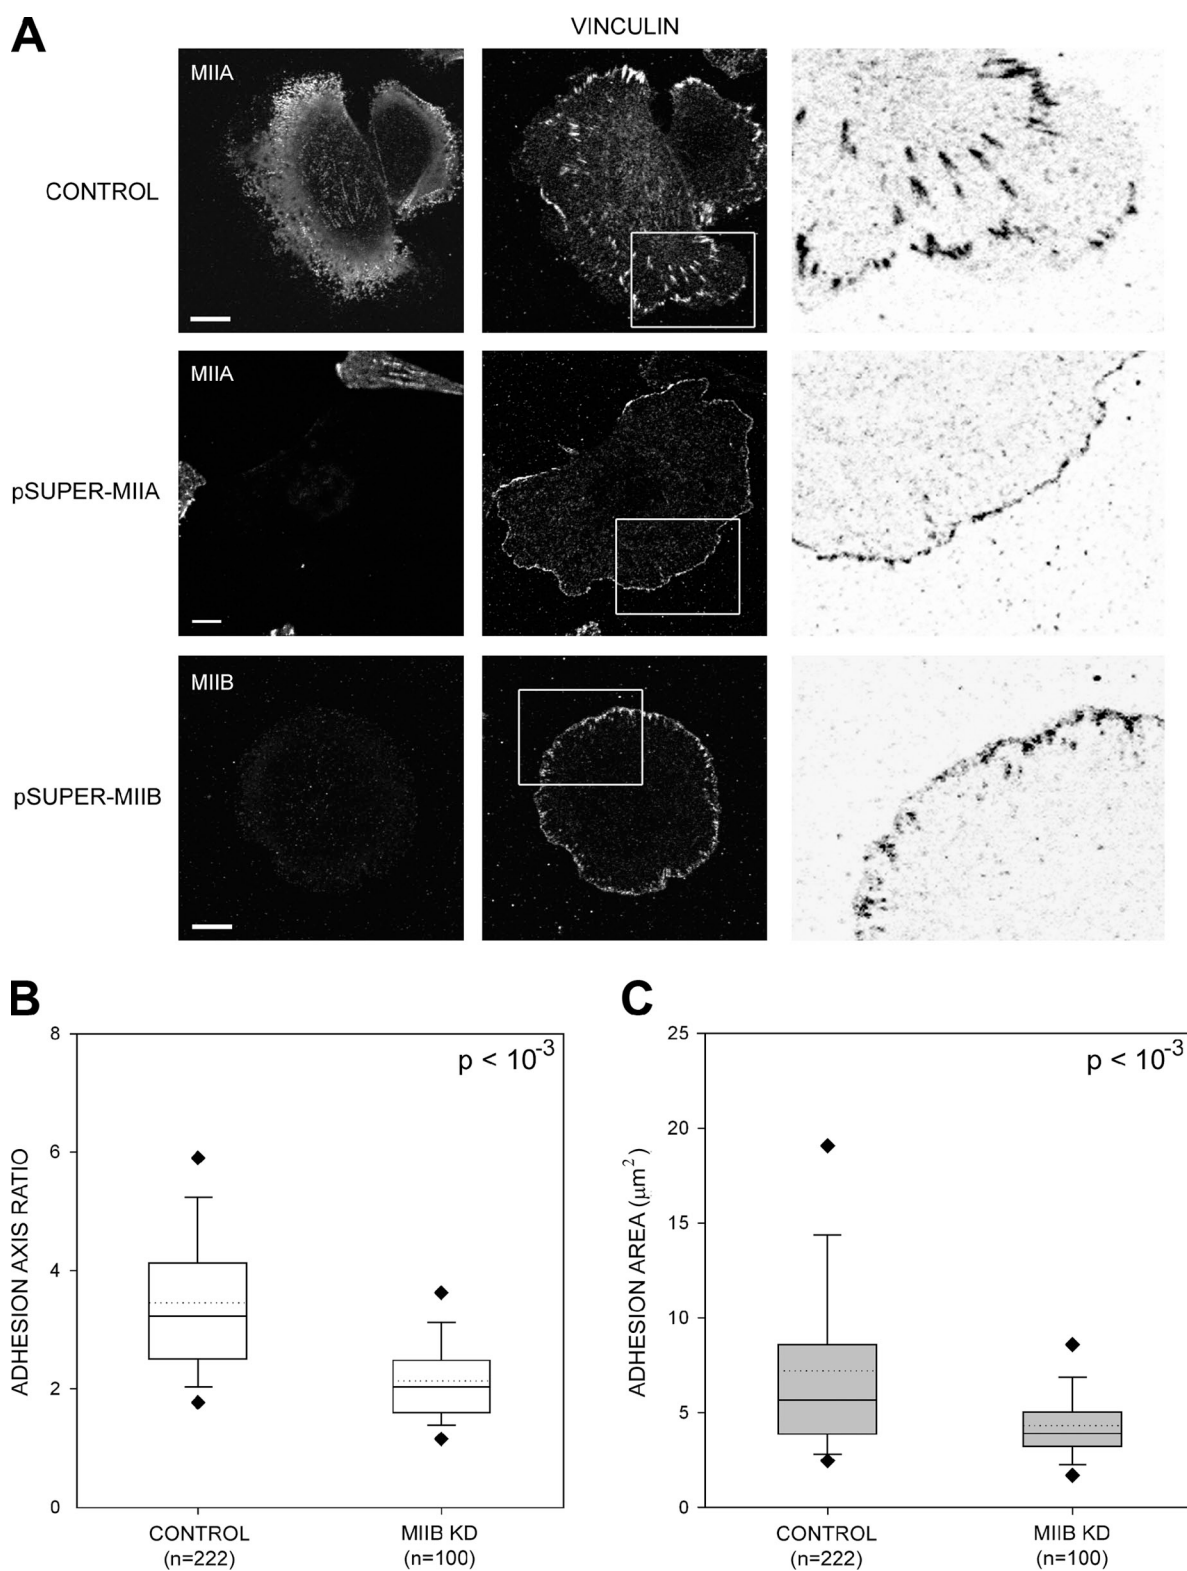 A
VINCULIN
MIIA
CONTROL
MIIA
pSUPER-MIIA
MIIB
pSUPER-MIIB
B
8
6
4
2
0
ADHESION AXIS RATIO
p < 10⁻³
CONTROL
(n=222)
MIIB KD
(n=100)
C
25
20
15
10
5
0
ADHESION AREA (μm²)
p < 10⁻³
CONTROL
(n=222)
MIIB KD
(n=100)